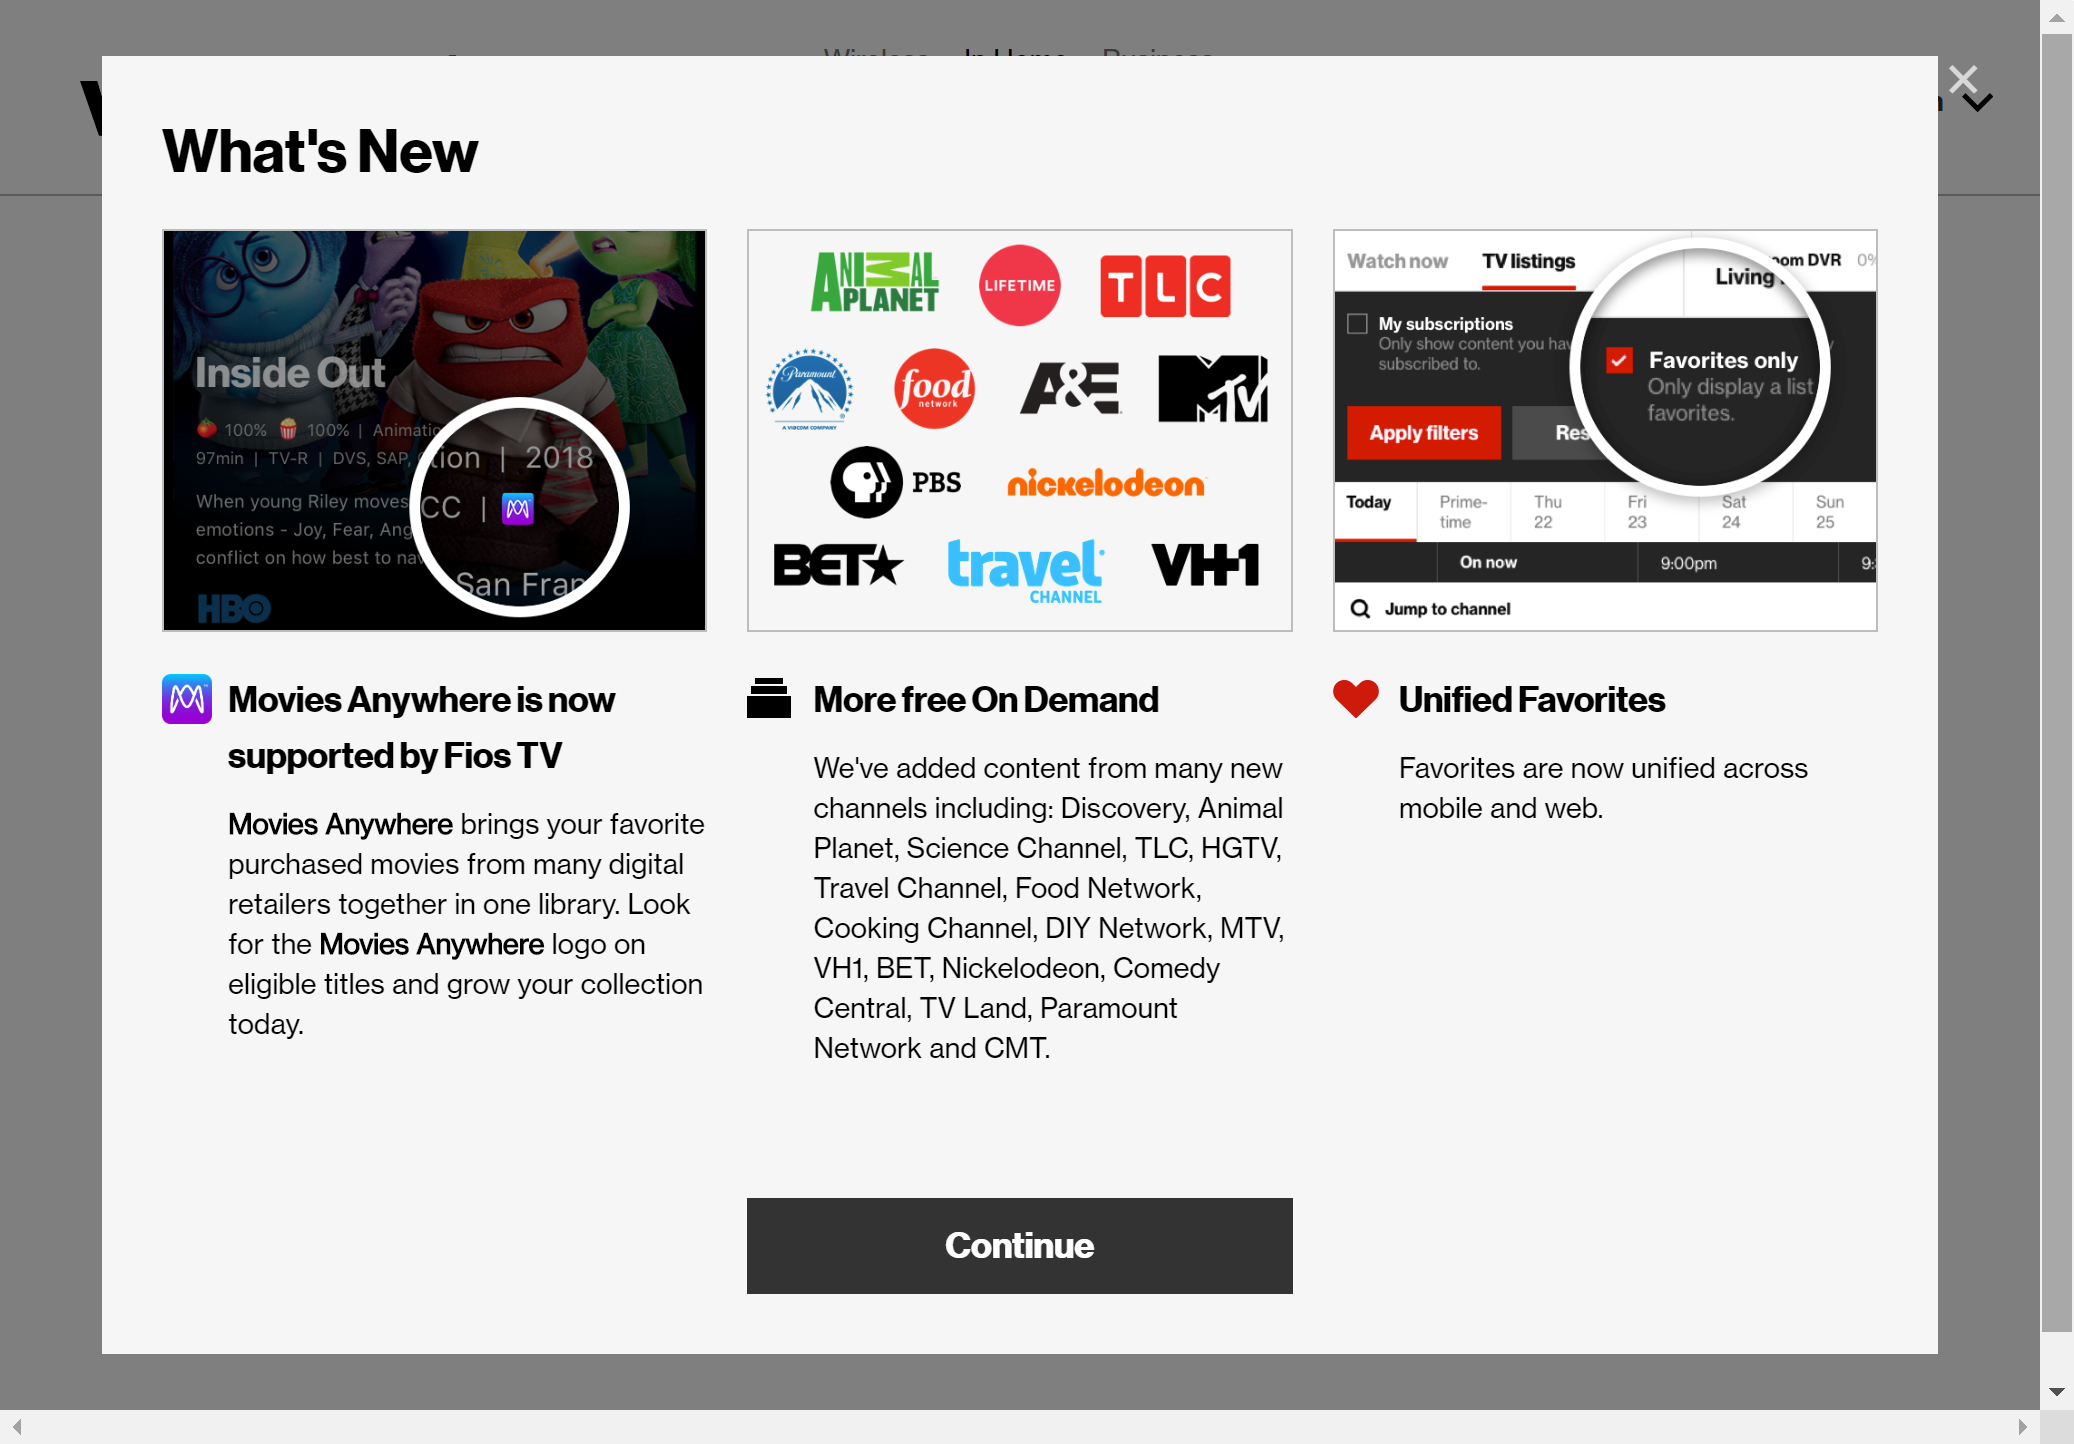 What's New
Inside Out
100% 100% | Animatic
97min | TV-R | DVS, SAP,
tion | 2018
When young Riley moves
CC |
emotions - Joy, Fear, Ang
conflict on how best to nav
San Fran
HBO
ANIMAL PLANET
LIFETIME
TLC
Paramount
A VIACOM COMPANY
food network
A&E
MTV
PBS
nickelodeon
BET
travel CHANNEL
VH1
Watch now TV listings
oom DVR 0%
Living
My subscriptions
Only show content you hav
subscribed to.
Favorites only
Only display a list
favorites.
Apply filters Res
Today Prime-time Thu 22 Fri 23 Sat 24 Sun 25
On now 9:00pm 9:
Jump to channel
Movies Anywhere is now
supported by Fios TV
Movies Anywhere brings your favorite
purchased movies from many digital
retailers together in one library. Look
for the Movies Anywhere logo on
eligible titles and grow your collection
today.
More free On Demand
We've added content from many new
channels including: Discovery, Animal
Planet, Science Channel, TLC, HGTV,
Travel Channel, Food Network,
Cooking Channel, DIY Network, MTV,
VH1, BET, Nickelodeon, Comedy
Central, TV Land, Paramount
Network and CMT.
Unified Favorites
Favorites are now unified across
mobile and web.
Continue